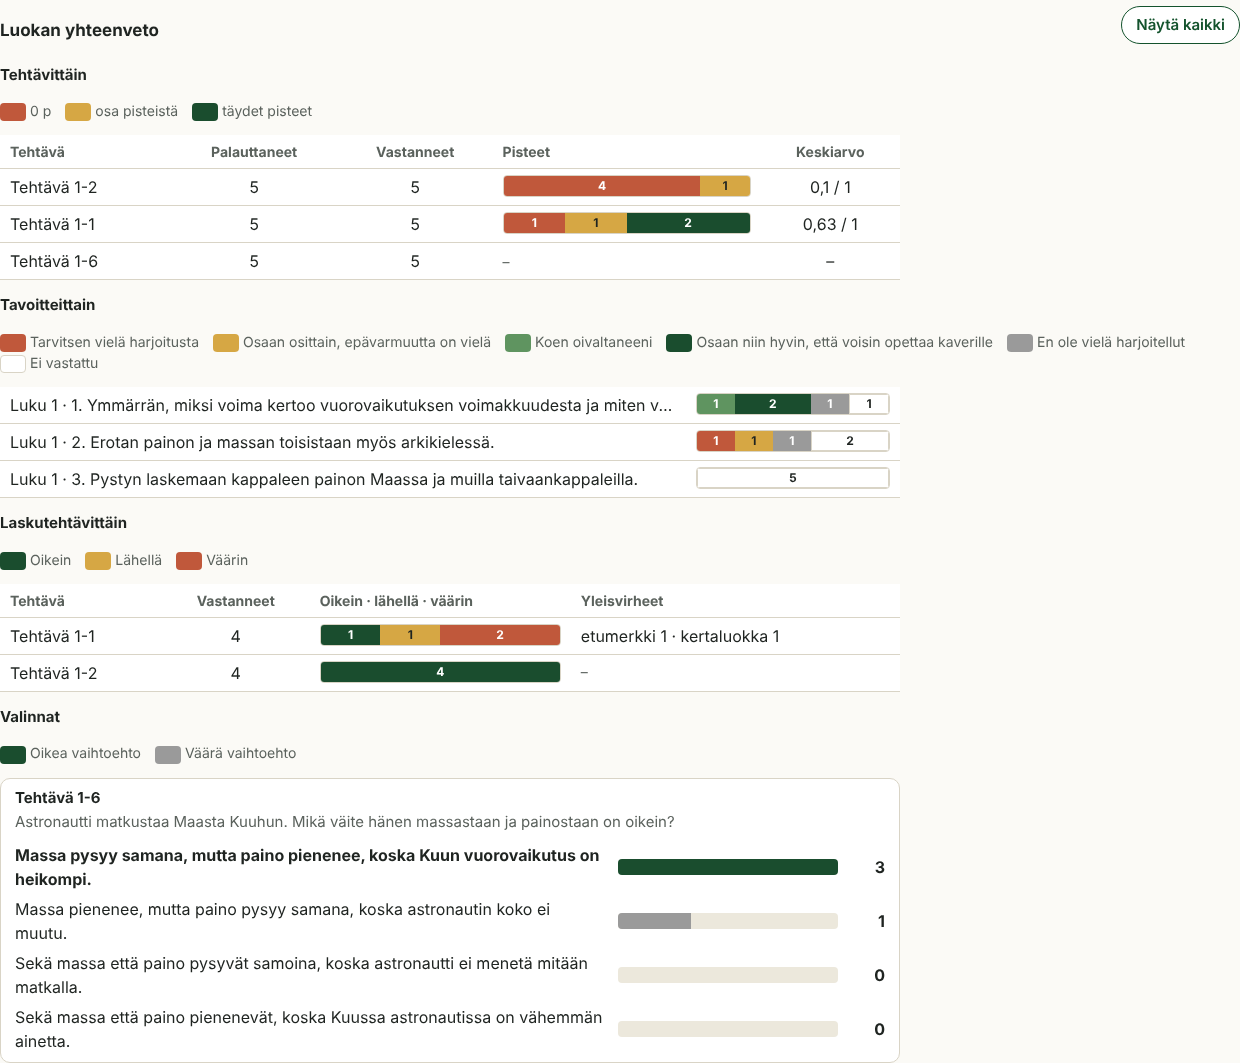 Luokan yhteenveto
Näytä kaikki
Tehtävittäin
0 p osa pisteistä täydet pisteet
Tehtävä Palauttaneet Vastanneet Pisteet Keskiarvo
Tehtävä 1-2 5 5 4 1 0,1 / 1
Tehtävä 1-1 5 5 1 1 2 0,63 / 1
Tehtävä 1-6 5 5 – –
Tavoitteittain
Tarvitsen vielä harjoitusta Osaan osittain, epävarmuutta on vielä Koen oivaltaneeni Osaan niin hyvin, että voisin opettaa kaverille En ole vielä harjoitellut
Ei vastattu
Luku 1 · 1. Ymmärrän, miksi voima kertoo vuorovaikutuksen voimakkuudesta ja miten v... 1 2 1 1
Luku 1 · 2. Erotan painon ja massan toisistaan myös arkikielessä. 1 1 1 2
Luku 1 · 3. Pystyn laskemaan kappaleen painon Maassa ja muilla taivaankappaleilla. 5
Laskutehtävittäin
Oikein Lähellä Väärin
Tehtävä Vastanneet Oikein · lähellä · väärin Yleisvirheet
Tehtävä 1-1 4 1 1 2 etumerkki 1 · kertaluokka 1
Tehtävä 1-2 4 4 –
Valinnat
Oikea vaihtoehto Väärä vaihtoehto
Tehtävä 1-6
Astronautti matkustaa Maasta Kuuhun. Mikä väite hänen massastaan ja painostaan on oikein?
Massa pysyy samana, mutta paino pienenee, koska Kuun vuorovaikutus on
heikompi. 3
Massa pienenee, mutta paino pysyy samana, koska astronautin koko ei
muutu. 1
Sekä massa että paino pysyvät samoina, koska astronautti ei menetä mitään
matkalla. 0
Sekä massa että paino pienenevät, koska Kuussa astronautissa on vähemmän
ainetta. 0